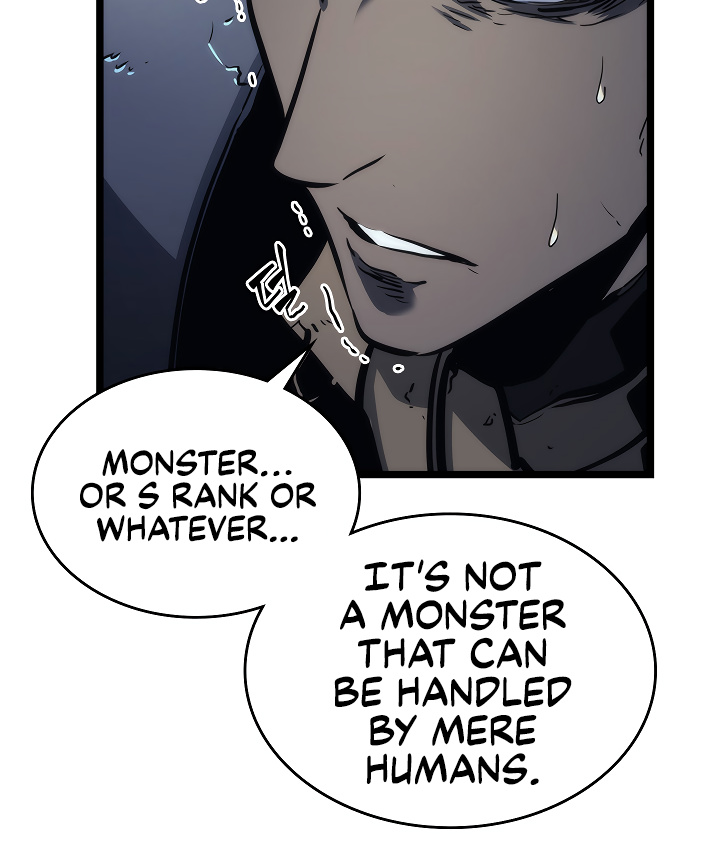 MONSTER...
OR S RANK OR
WHATEVER...
IT'S NOT
A MONSTER
THAT CAN
BE HANDLED
BY MERE
HUMANS.